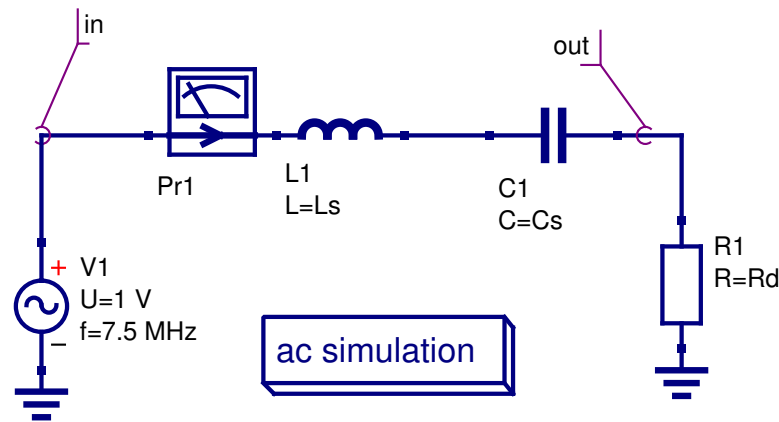 in
out
Pr1
L1
L=Ls
C1
C=Cs
R1
R=Rd
+ V1
U=1 V
f=7.5 MHz
–
ac simulation